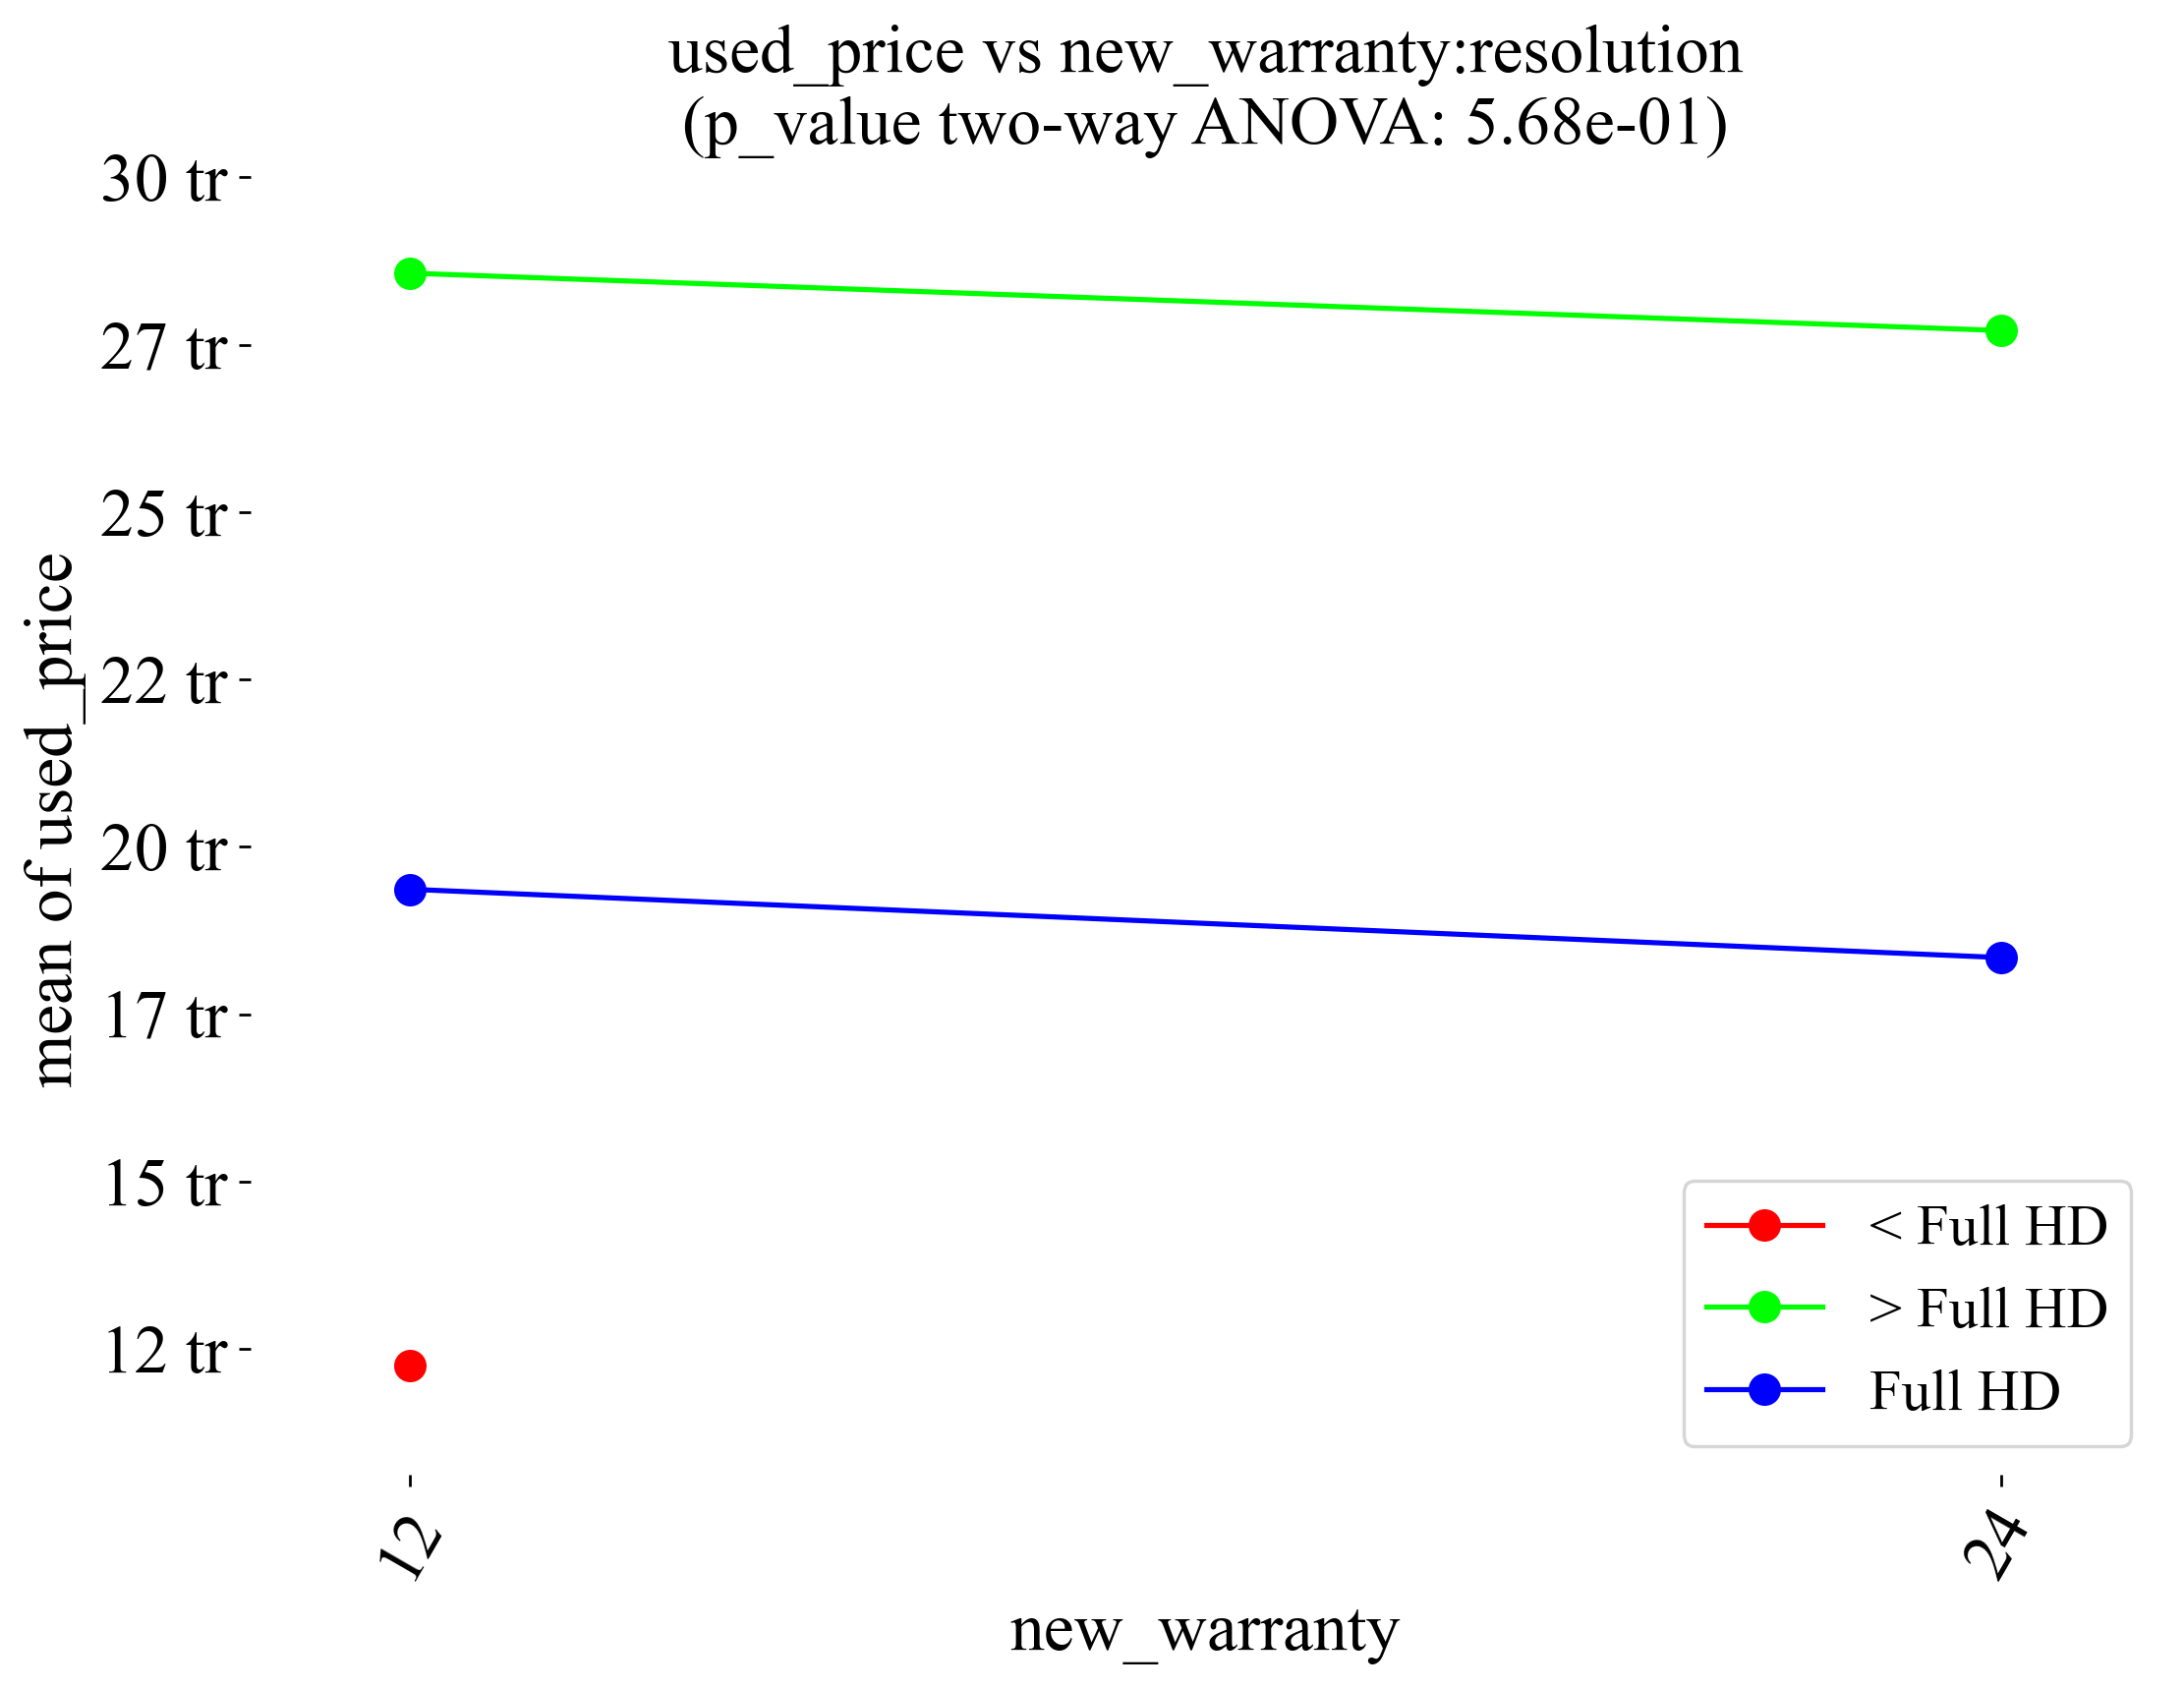 used_price vs new_warranty:resolution
(p_value two-way ANOVA: 5.68e-01)
30 tr
27 tr
25 tr
22 tr
20 tr
17 tr
15 tr
12 tr
mean of used_price
< Full HD
> Full HD
Full HD
12
24
new_warranty